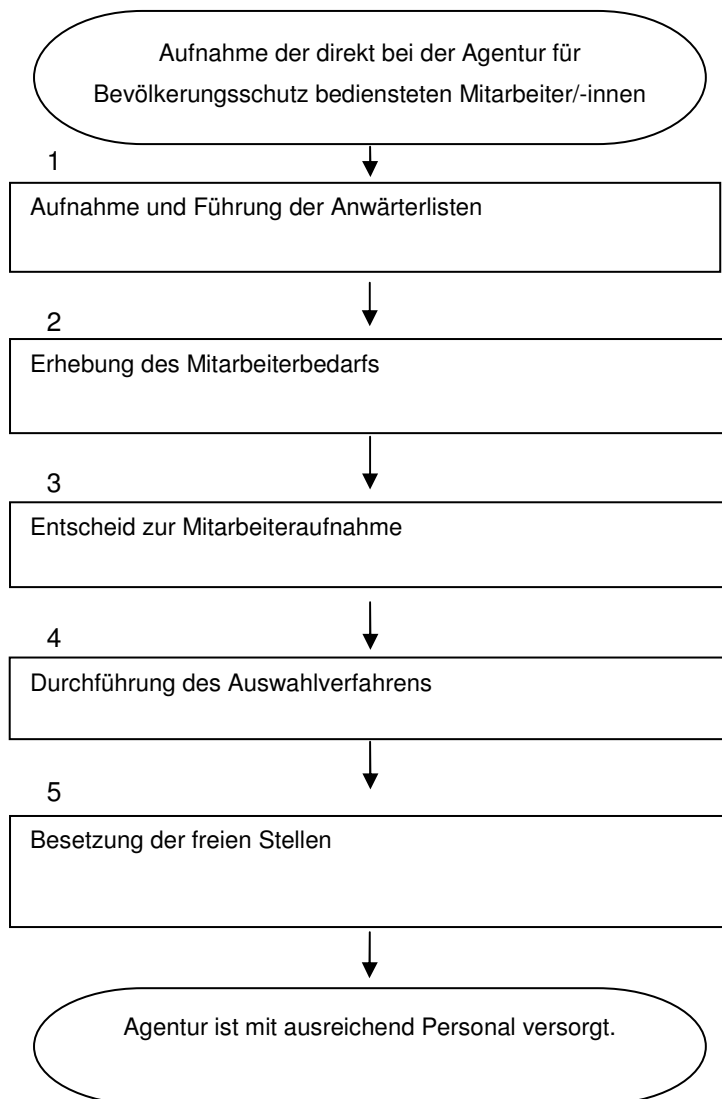 Aufnahme der direkt bei der Agentur für
Bevölkerungsschutz bediensteten Mitarbeiter/-innen
1
Aufnahme und Führung der Anwärterlisten
2
Erhebung des Mitarbeiterbedarfs
3
Entscheid zur Mitarbeiteraufnahme
4
Durchführung des Auswahlverfahrens
5
Besetzung der freien Stellen
Agentur ist mit ausreichend Personal versorgt.